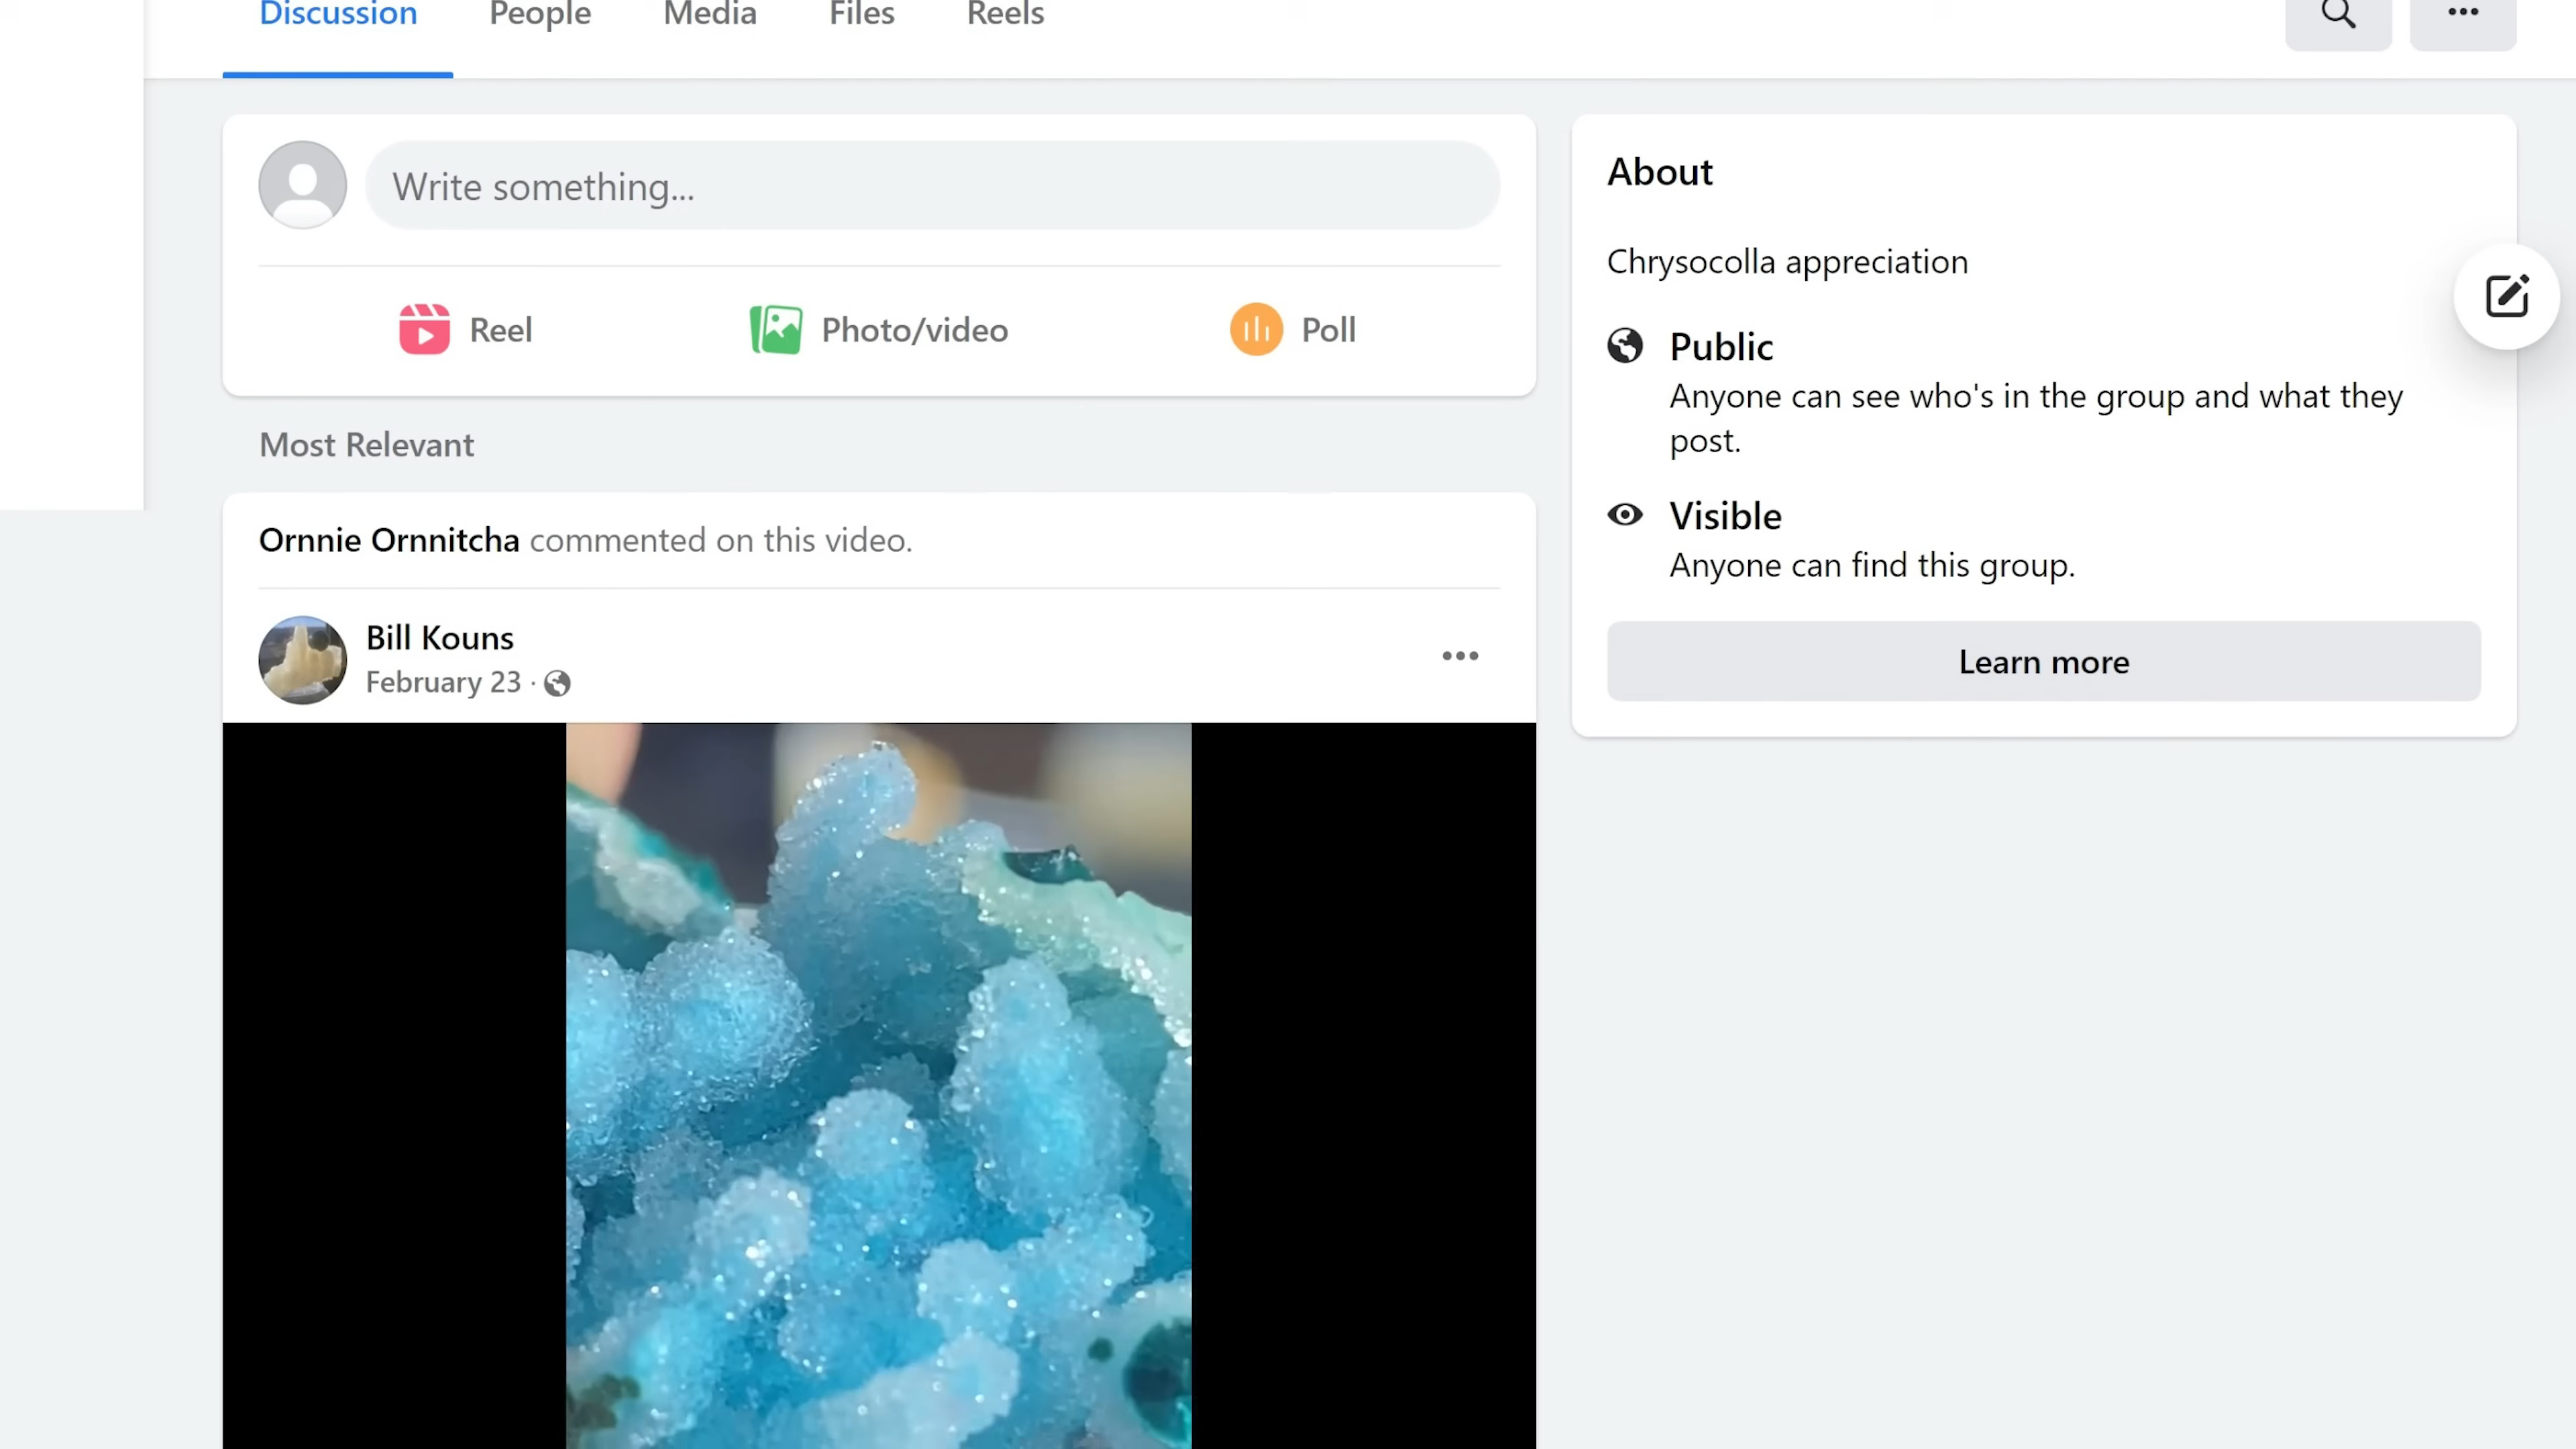 Discussion People Media Files Reels
Write something...
Reel Photo/video Poll
Most Relevant
Ornnie Ornnitcha commented on this video.
Bill Kouns
February 23 ·
About
Chrysocolla appreciation
Public
Anyone can see who's in the group and what they
post.
Visible
Anyone can find this group.
Learn more